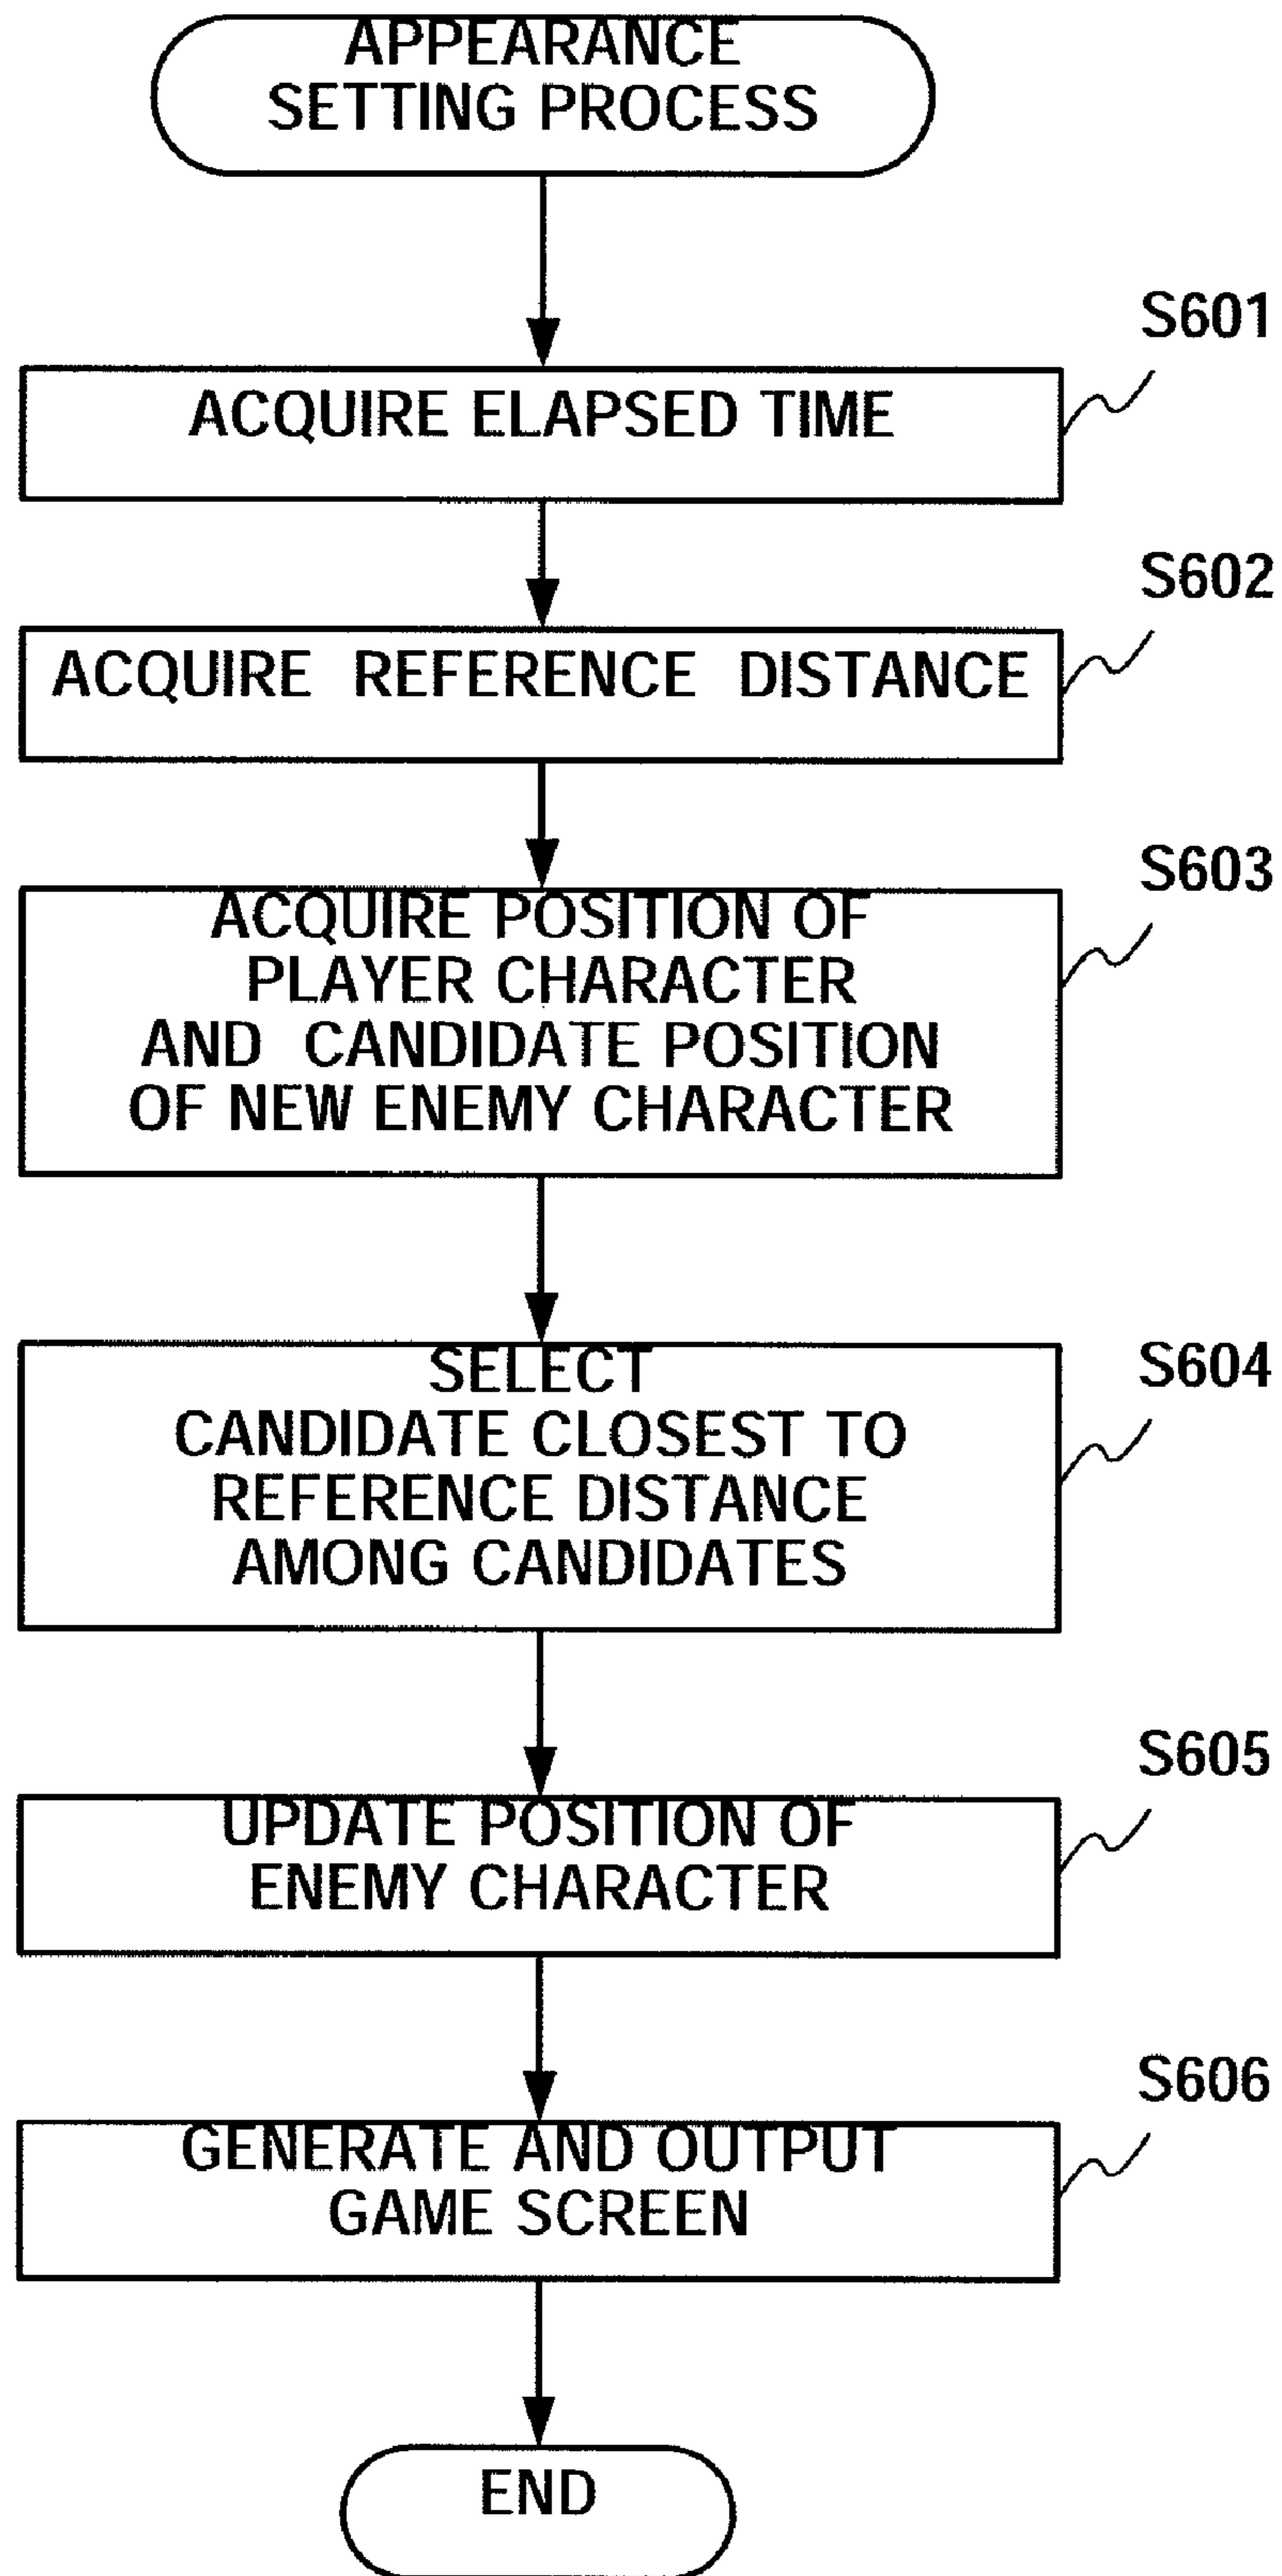 APPEARANCE
SETTING PROCESS
S601
ACQUIRE ELAPSED TIME
S602
ACQUIRE REFERENCE DISTANCE
S603
ACQUIRE POSITION OF
PLAYER CHARACTER
AND CANDIDATE POSITION
OF NEW ENEMY CHARACTER
S604
SELECT
CANDIDATE CLOSEST TO
REFERENCE DISTANCE
AMONG CANDIDATES
S605
UPDATE POSITION OF
ENEMY CHARACTER
S606
GENERATE AND OUTPUT
GAME SCREEN
END